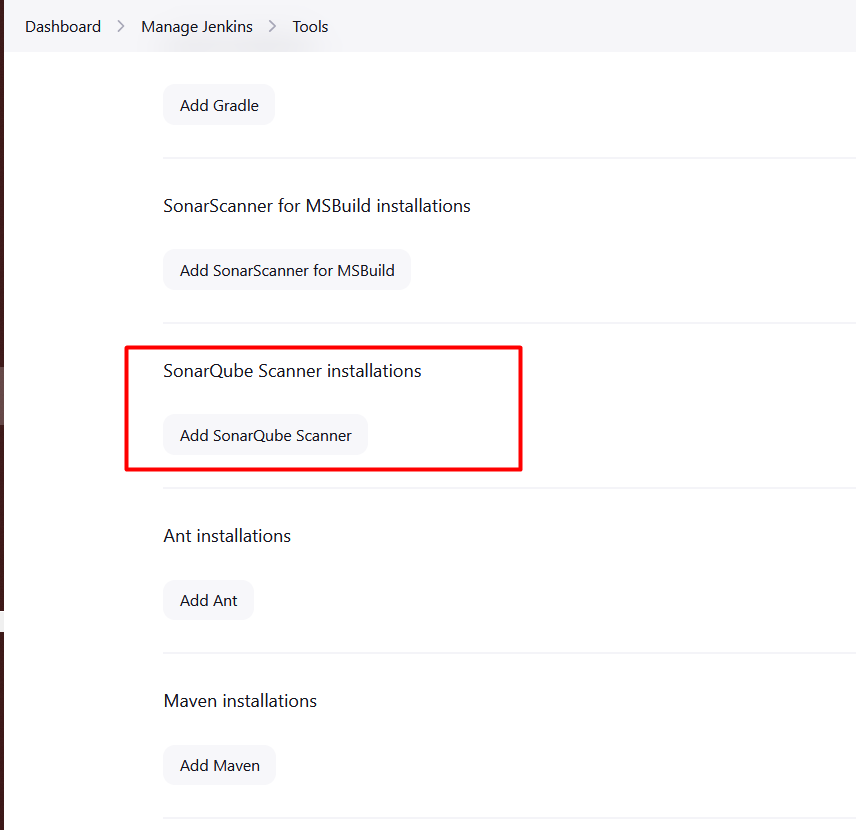 Dashboard > Manage Jenkins > Tools
Add Gradle
SonarScanner for MSBuild installations
Add SonarScanner for MSBuild
SonarQube Scanner installations
Add SonarQube Scanner
Ant installations
Add Ant
Maven installations
Add Maven